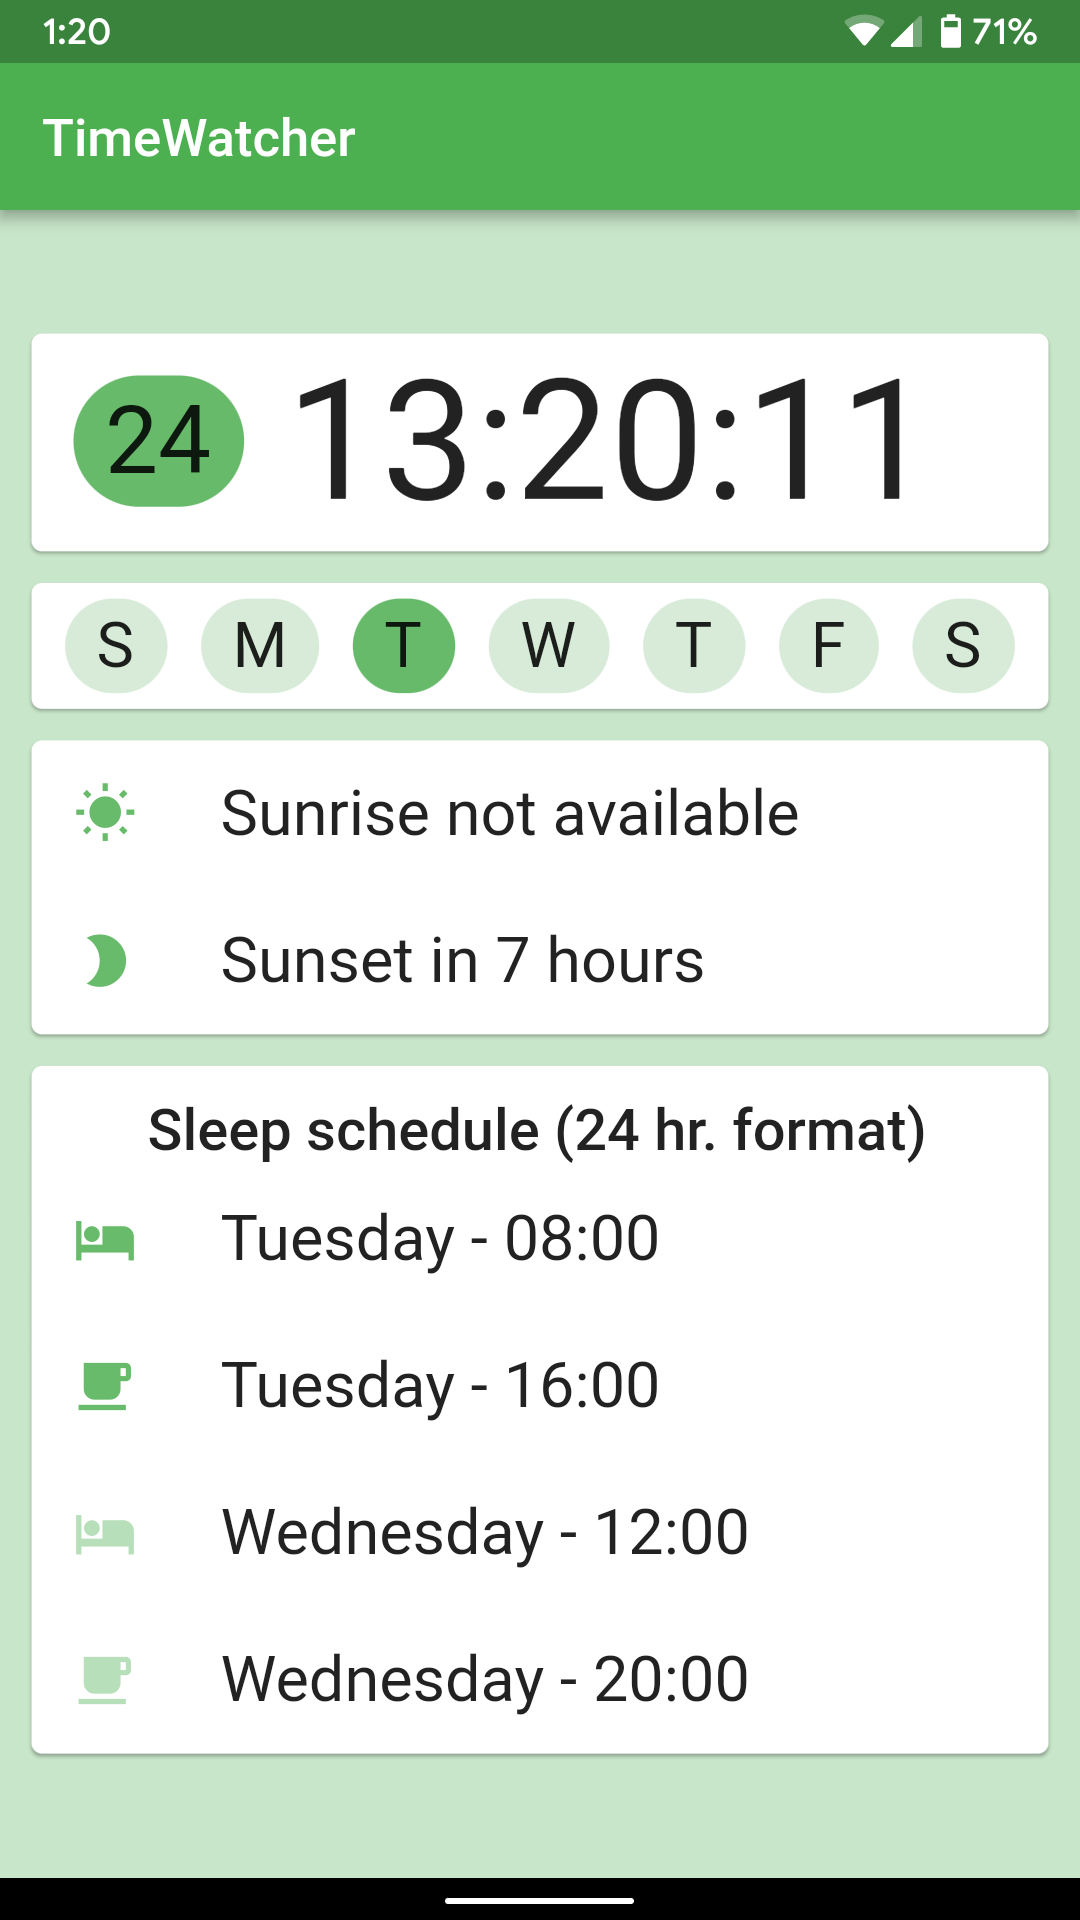 1:20 71%
TimeWatcher
24 13:20:11
S M T W T F S
Sunrise not available
Sunset in 7 hours
Sleep schedule (24 hr. format)
Tuesday - 08:00
Tuesday - 16:00
Wednesday - 12:00
Wednesday - 20:00